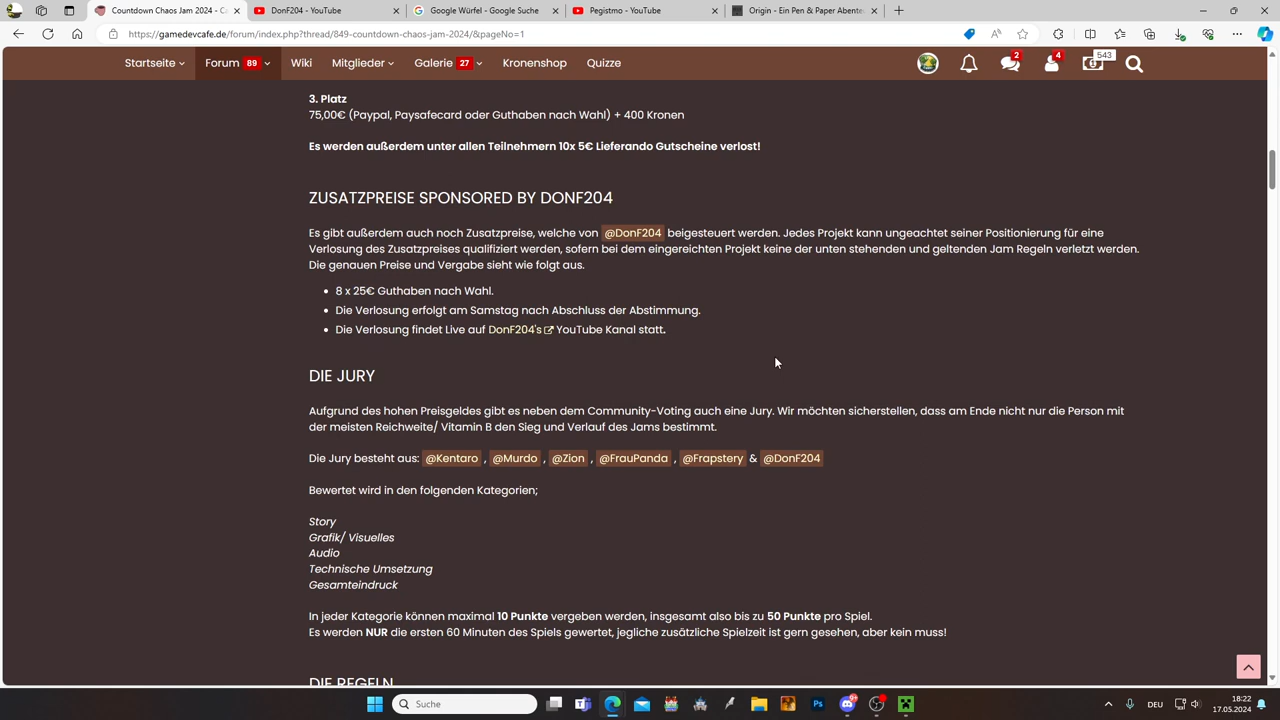 Countdown Chaos Jam 2024 - Ca
DonF204 - YouTube
Google Würfel - Google Suche
Pegistmo - YouTube
Origin - Ein Pen & Paper Abente
https://gamedevcafe.de/forum/index.php?thread/849-countdown-chaos-jam-2024/&pageNo=1
Startseite
Forum 89
Wiki
Mitglieder
Galerie 27
Kronenshop
Quizze
2
4
543
3. Platz
75,00€ (Paypal, Paysafecard oder Guthaben nach Wahl) + 400 Kronen
Es werden außerdem unter allen Teilnehmern 10x 5€ Lieferando Gutscheine verlost!
ZUSATZPREISE SPONSORED BY DONF204
Es gibt außerdem auch noch Zusatzpreise, welche von @DonF204 beigesteuert werden. Jedes Projekt kann ungeachtet seiner Positionierung für eine
Verlosung des Zusatzpreises qualifiziert werden, sofern bei dem eingereichten Projekt keine der unten stehenden und geltenden Jam Regeln verletzt werden.
Die genauen Preise und Vergabe sieht wie folgt aus.
• 8 x 25€ Guthaben nach Wahl.
• Die Verlosung erfolgt am Samstag nach Abschluss der Abstimmung.
• Die Verlosung findet Live auf DonF204's YouTube Kanal statt.
DIE JURY
Aufgrund des hohen Preisgeldes gibt es neben dem Community-Voting auch eine Jury. Wir möchten sicherstellen, dass am Ende nicht nur die Person mit
der meisten Reichweite/ Vitamin B den Sieg und Verlauf des Jams bestimmt.
Die Jury besteht aus: @Kentaro , @Murdo , @Zion , @FrauPanda , @Frapstery & @DonF204
Bewertet wird in den folgenden Kategorien;
Story
Grafik/ Visuelles
Audio
Technische Umsetzung
Gesamteindruck
In jeder Kategorie können maximal 10 Punkte vergeben werden, insgesamt also bis zu 50 Punkte pro Spiel.
Es werden NUR die ersten 60 Minuten des Spiels gewertet, jegliche zusätzliche Spielzeit ist gern gesehen, aber kein muss!
DIE REGELN
Suche
DEU
18:22
17.05.2024